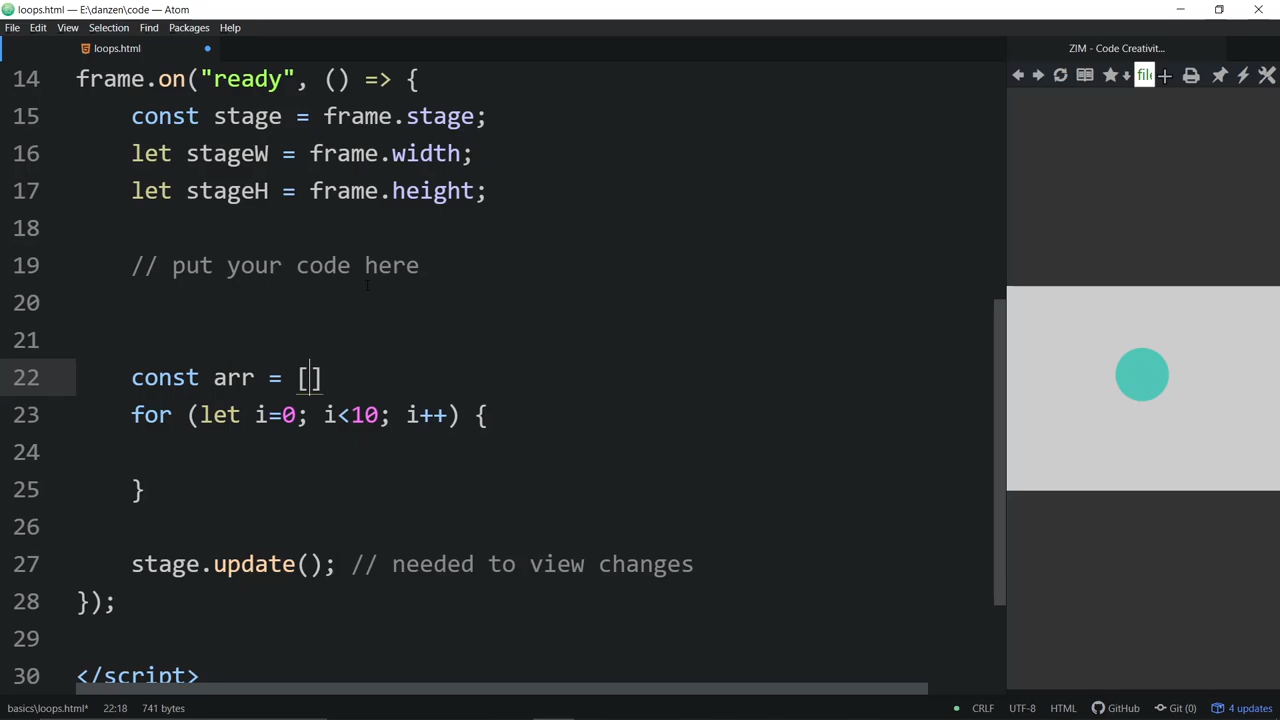 loops.html — E:\danzen\code — Atom
File Edit View Selection Find Packages Help
loops.html
ZIM - Code Creativit...
file
14 frame.on("ready", () => {
15 const stage = frame.stage;
16 let stageW = frame.width;
17 let stageH = frame.height;
18
19 // put your code here
20
21
22 const arr = []
23 for (let i=0; i<10; i++) {
24
25 }
26
27 stage.update(); // needed to view changes
28 });
29
30 </script>
basics\loops.html* 22:18 741 bytes CRLF UTF-8 HTML GitHub Git (0) 4 updates